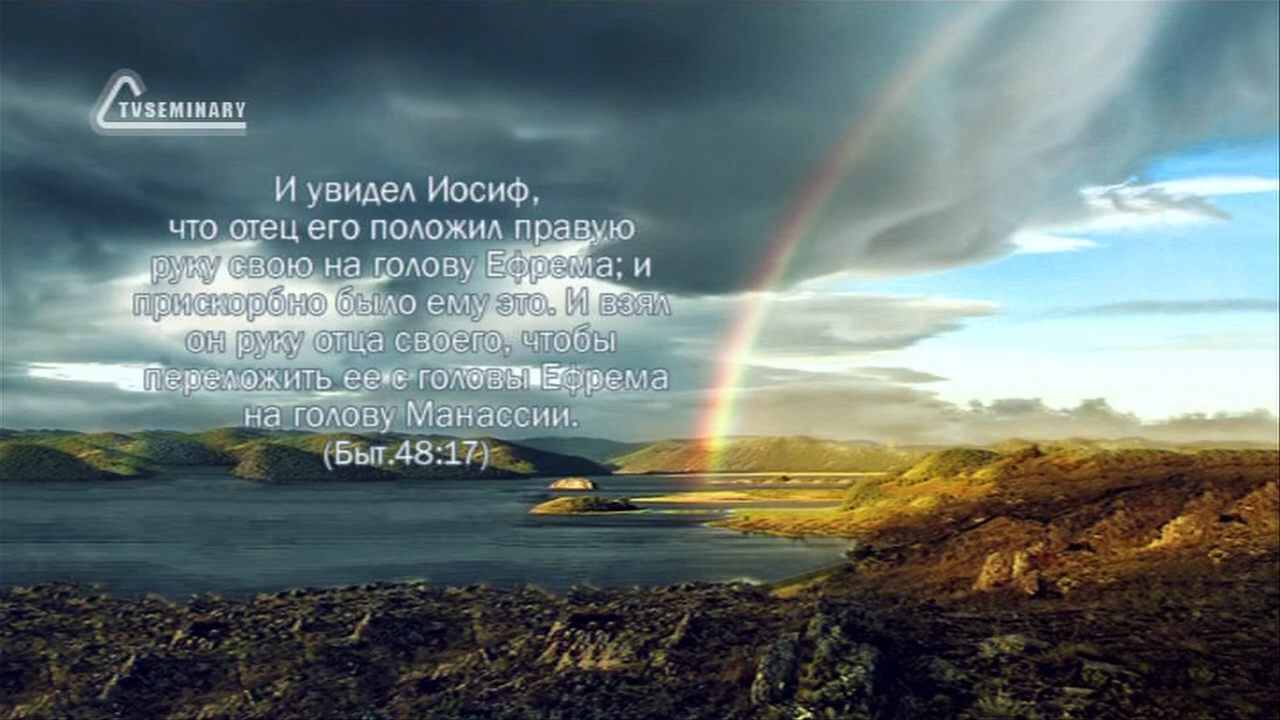 TVSEMINARY
И увидел Иосиф,
что отец его положил правую
руку свою на голову Ефрема; и
прискорбно было ему это. И взял
он руку отца своего, чтобы
переложить ее с головы Ефрема
на голову Манассии.
(Быт.48:17)